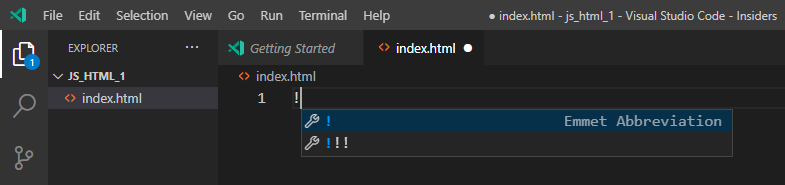 File Edit Selection View Go Run Terminal Help ● index.html - js_html_1 - Visual Studio Code - Insiders
EXPLORER ··· Getting Started <> index.html ●
1 JS_HTML_1 <> index.html
<> index.html 1 !
! Emmet Abbreviation
!!!